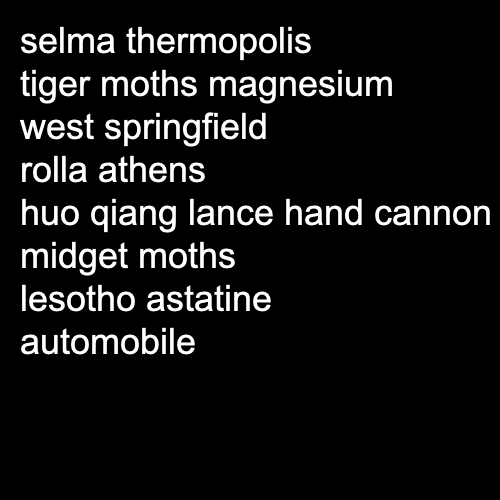 selma thermopolis
tiger moths magnesium
west springfield
rolla athens
huo qiang lance hand cannon
midget moths
lesotho astatine
automobile